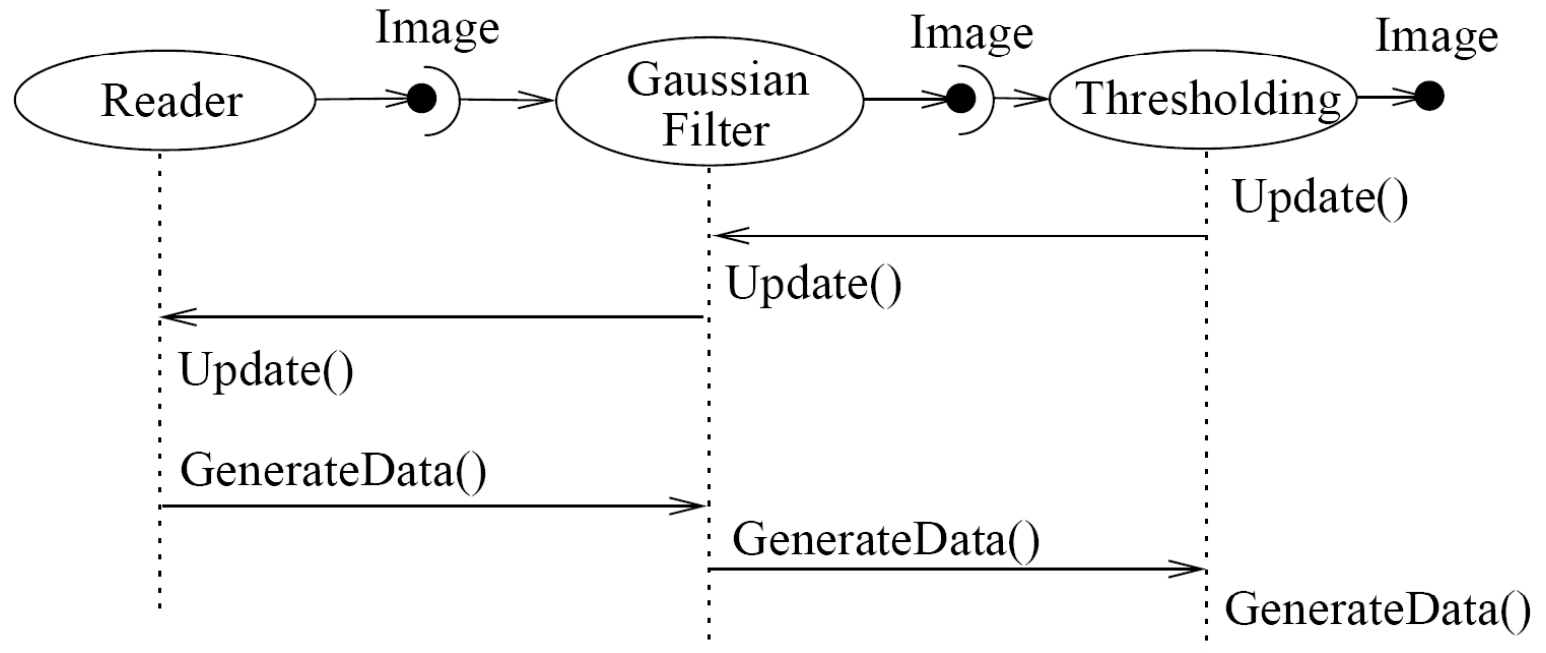 Image
Image
Image
Reader
Gaussian
Filter
Thresholding
Update()
Update()
Update()
GenerateData()
GenerateData()
GenerateData()